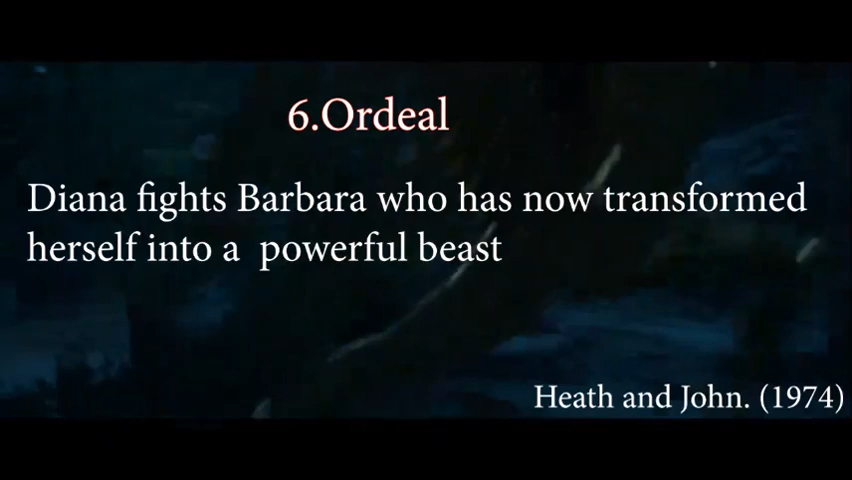 6.Ordeal
Diana fights Barbara who has now transformed
herself into a  powerful beast
Heath and John. (1974)